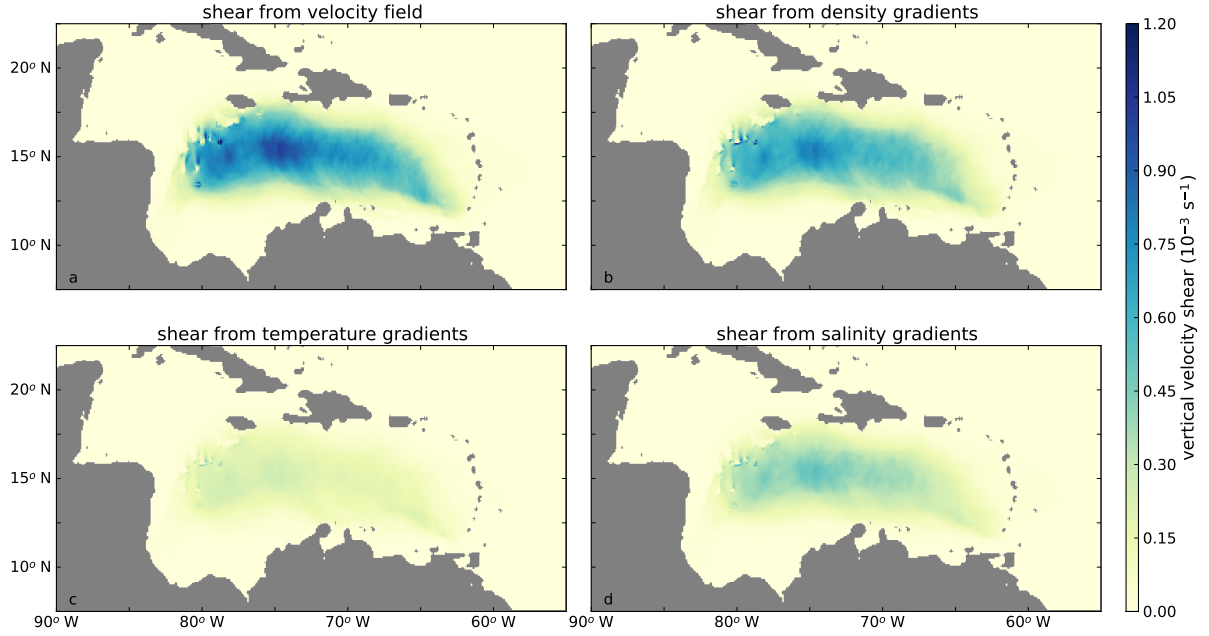 shear from velocity field
shear from density gradients
20° N
15° N
10° N
a
b
shear from temperature gradients
shear from salinity gradients
20° N
15° N
10° N
c
d
90° W
80° W
70° W
60° W
90° W
80° W
70° W
60° W
1.20
1.05
0.90
0.75
0.60
0.45
0.30
0.15
0.00
vertical velocity shear (10⁻³ s⁻¹)